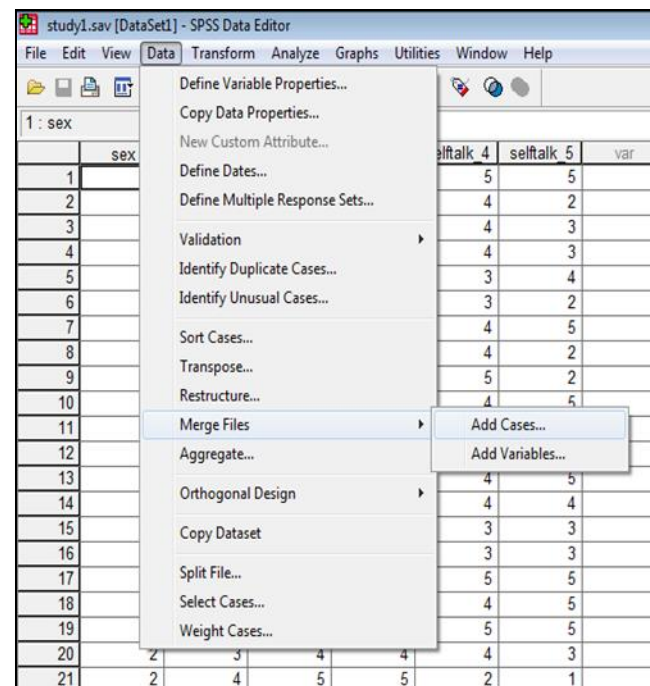 study1.sav [DataSet1] - SPSS Data Editor
File Edit View Data Transform Analyze Graphs Utilities Window Help
1 : sex
sex elftalk_4 selftalk_5 var
Define Variable Properties...
Copy Data Properties...
New Custom Attribute...
Define Dates...
Define Multiple Response Sets...
Validation
Identify Duplicate Cases...
Identify Unusual Cases...
Sort Cases...
Transpose...
Restructure...
Merge Files
Aggregate...
Orthogonal Design
Copy Dataset
Split File...
Select Cases...
Weight Cases...
Add Cases...
Add Variables...
1 5 5
2 4 2
3 4 3
4 4 3
5 3 4
6 3 2
7 4 5
8 4 2
9 5 2
10 4 5
11
12
13 4 5
14 4 4
15 3 3
16 3 3
17 5 5
18 4 5
19 5 5
20 2 3 4 4 4 3
21 2 4 5 5 2 1